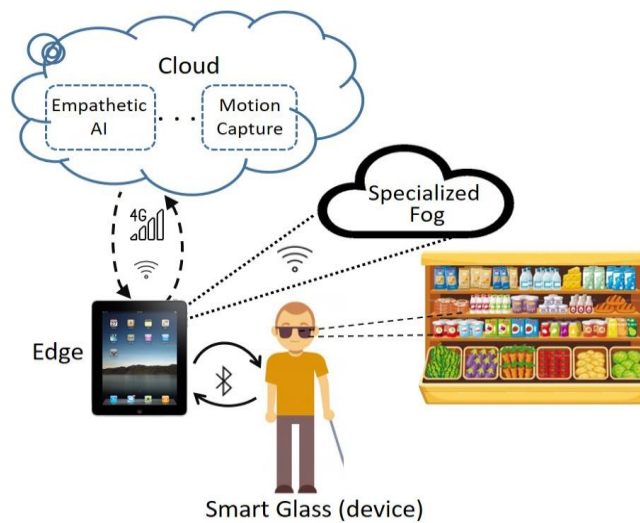 Cloud
Empathetic
AI
. . .
Motion
Capture
4G
Specialized
Fog
Edge
Smart Glass (device)